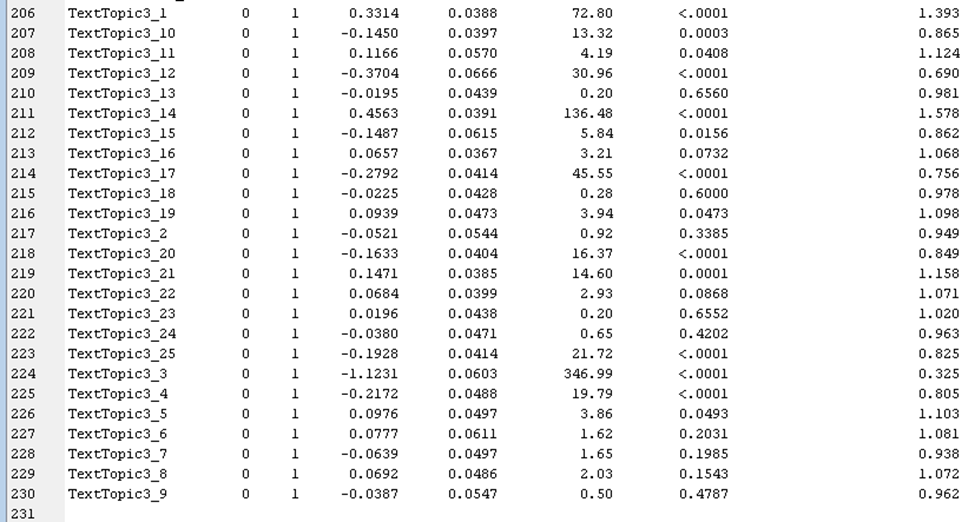 206 TextTopic3_1 0 1 0.3314 0.0388 72.80 <.0001 1.393
207 TextTopic3_10 0 1 -0.1450 0.0397 13.32 0.0003 0.865
208 TextTopic3_11 0 1 0.1166 0.0570 4.19 0.0408 1.124
209 TextTopic3_12 0 1 -0.3704 0.0666 30.96 <.0001 0.690
210 TextTopic3_13 0 1 -0.0195 0.0439 0.20 0.6560 0.981
211 TextTopic3_14 0 1 0.4563 0.0391 136.48 <.0001 1.578
212 TextTopic3_15 0 1 -0.1487 0.0615 5.84 0.0156 0.862
213 TextTopic3_16 0 1 0.0657 0.0367 3.21 0.0732 1.068
214 TextTopic3_17 0 1 -0.2792 0.0414 45.55 <.0001 0.756
215 TextTopic3_18 0 1 -0.0225 0.0428 0.28 0.6000 0.978
216 TextTopic3_19 0 1 0.0939 0.0473 3.94 0.0473 1.098
217 TextTopic3_2 0 1 -0.0521 0.0544 0.92 0.3385 0.949
218 TextTopic3_20 0 1 -0.1633 0.0404 16.37 <.0001 0.849
219 TextTopic3_21 0 1 0.1471 0.0385 14.60 0.0001 1.158
220 TextTopic3_22 0 1 0.0684 0.0399 2.93 0.0868 1.071
221 TextTopic3_23 0 1 0.0196 0.0438 0.20 0.6552 1.020
222 TextTopic3_24 0 1 -0.0380 0.0471 0.65 0.4202 0.963
223 TextTopic3_25 0 1 -0.1928 0.0414 21.72 <.0001 0.825
224 TextTopic3_3 0 1 -1.1231 0.0603 346.99 <.0001 0.325
225 TextTopic3_4 0 1 -0.2172 0.0488 19.79 <.0001 0.805
226 TextTopic3_5 0 1 0.0976 0.0497 3.86 0.0493 1.103
227 TextTopic3_6 0 1 0.0777 0.0611 1.62 0.2031 1.081
228 TextTopic3_7 0 1 -0.0639 0.0497 1.65 0.1985 0.938
229 TextTopic3_8 0 1 0.0692 0.0486 2.03 0.1543 1.072
230 TextTopic3_9 0 1 -0.0387 0.0547 0.50 0.4787 0.962
231